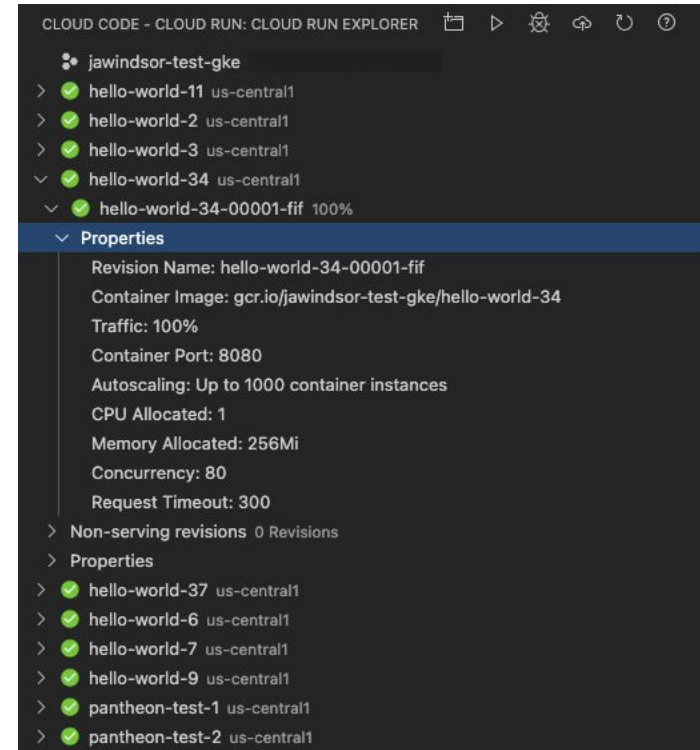 CLOUD CODE - CLOUD RUN: CLOUD RUN EXPLORER
jawindsor-test-gke
hello-world-11 us-central1
hello-world-2 us-central1
hello-world-3 us-central1
hello-world-34 us-central1
hello-world-34-00001-fif 100%
Properties
Revision Name: hello-world-34-00001-fif
Container Image: gcr.io/jawindsor-test-gke/hello-world-34
Traffic: 100%
Container Port: 8080
Autoscaling: Up to 1000 container instances
CPU Allocated: 1
Memory Allocated: 256Mi
Concurrency: 80
Request Timeout: 300
Non-serving revisions 0 Revisions
Properties
hello-world-37 us-central1
hello-world-6 us-central1
hello-world-7 us-central1
hello-world-9 us-central1
pantheon-test-1 us-central1
pantheon-test-2 us-central1